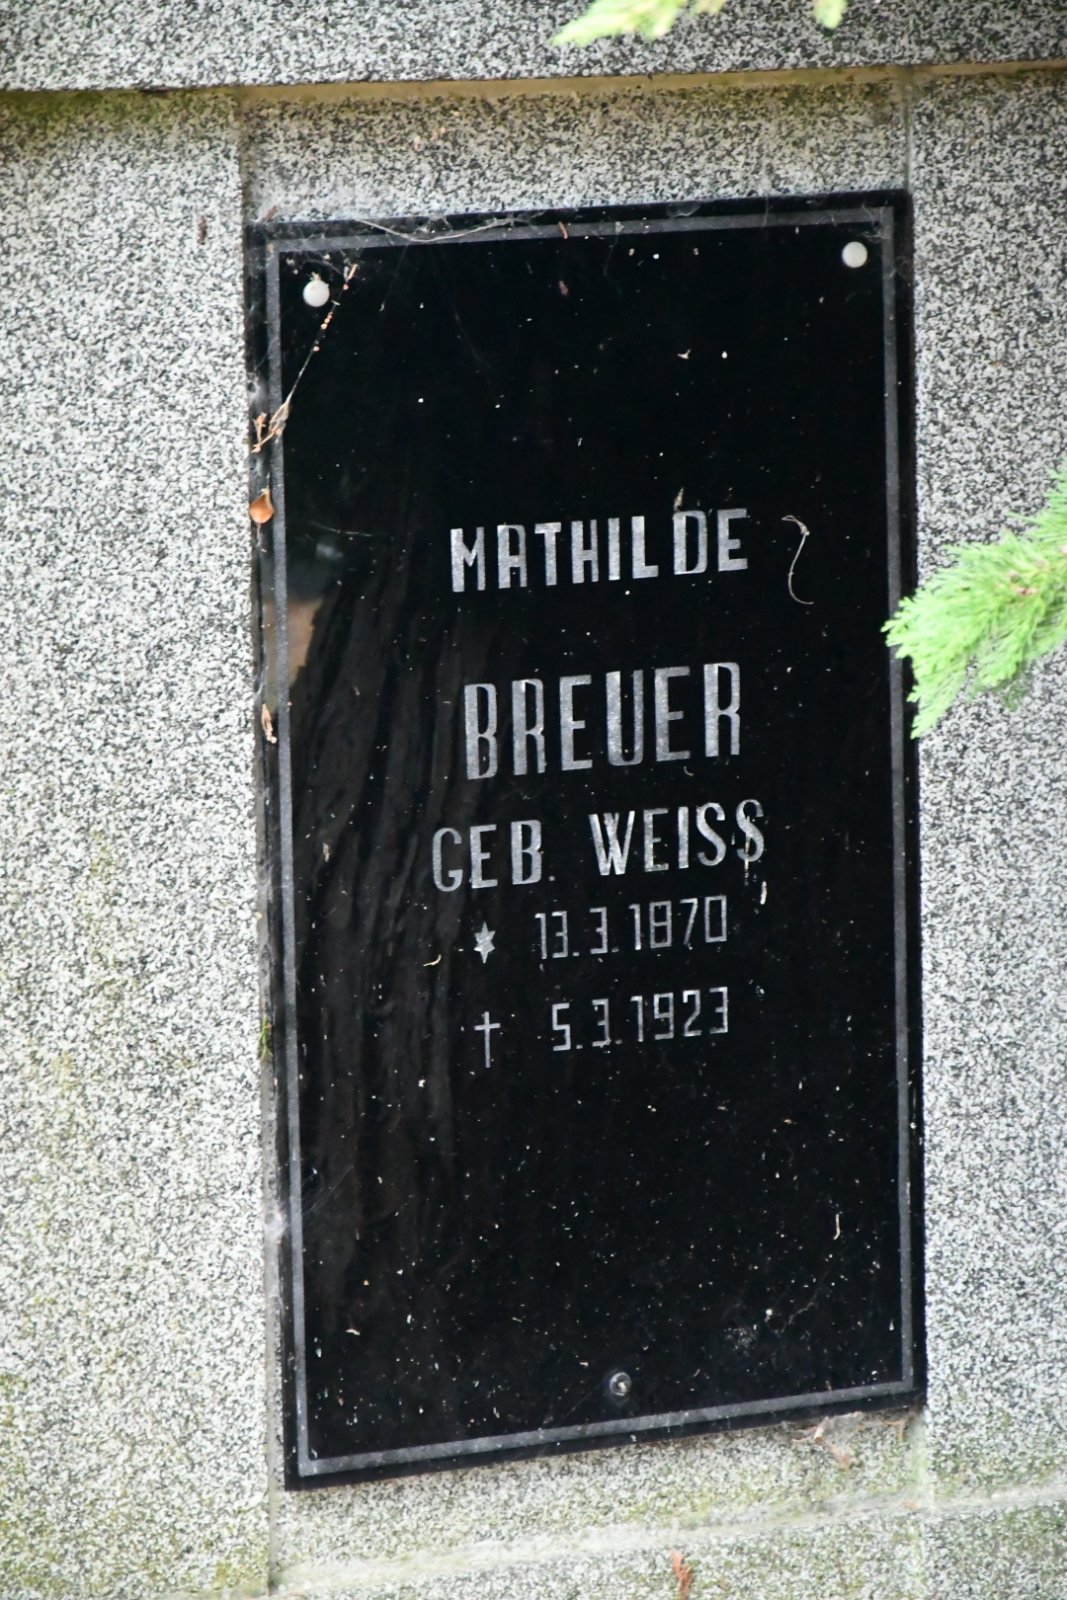 MATHILDE
BREUER
GEB. WEISS
* 13.3.1870
† 5.3.1923